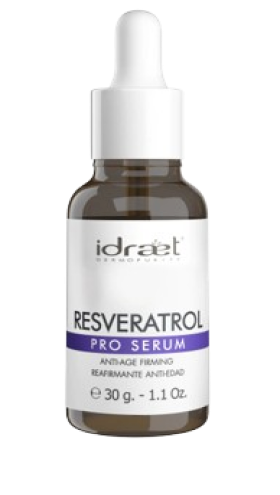 idraet
DERMOPURITY
RESVERATROL
PRO SERUM
ANTI-AGE FIRMING
REAFIRMANTE ANTI-EDAD
℮ 30 g. - 1.1 Oz.